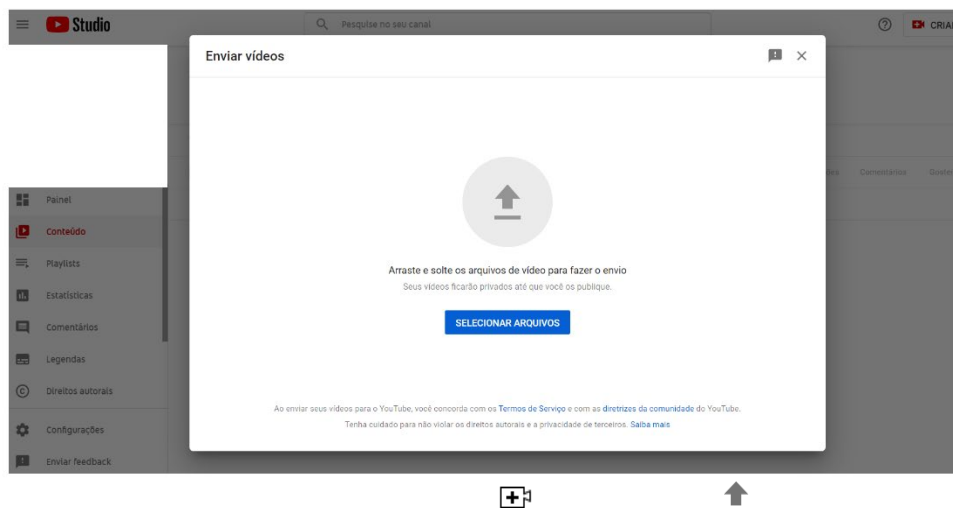 Studio
Pesquise no seu canal
CRIAR
Enviar vídeos
Comentários
Painel
Conteúdo
Playlists
Estatísticas
Comentários
Legendas
Direitos autorais
Configurações
Enviar feedback
Arraste e solte os arquivos de vídeo para fazer o envio
Seus vídeos ficarão privados até que você os publique.
SELECIONAR ARQUIVOS
Ao enviar seus vídeos para o YouTube, você concorda com os Termos de Serviço e com as diretrizes da comunidade do YouTube.
Tenha cuidado para não violar os direitos autorais e a privacidade de terceiros. Saiba mais